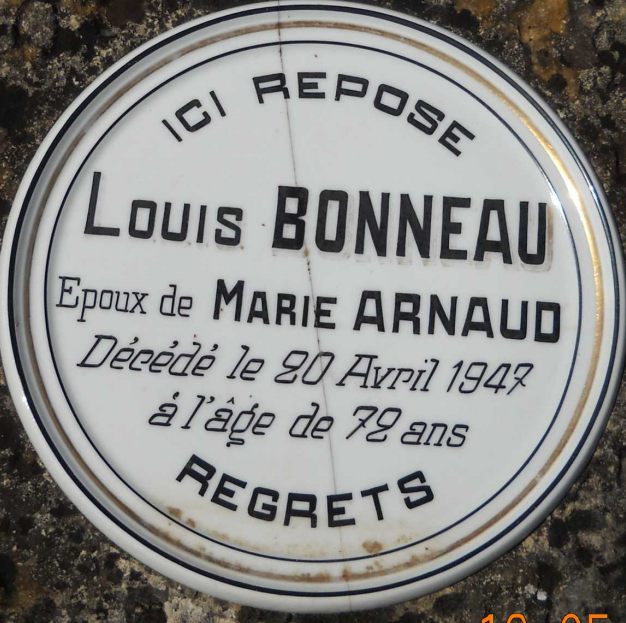 ICI REPOSE
LOUIS BONNEAU
Epoux de MARIE ARNAUD
Décédé le 20 Avril 1947
à l'âge de 72 ans
REGRETS